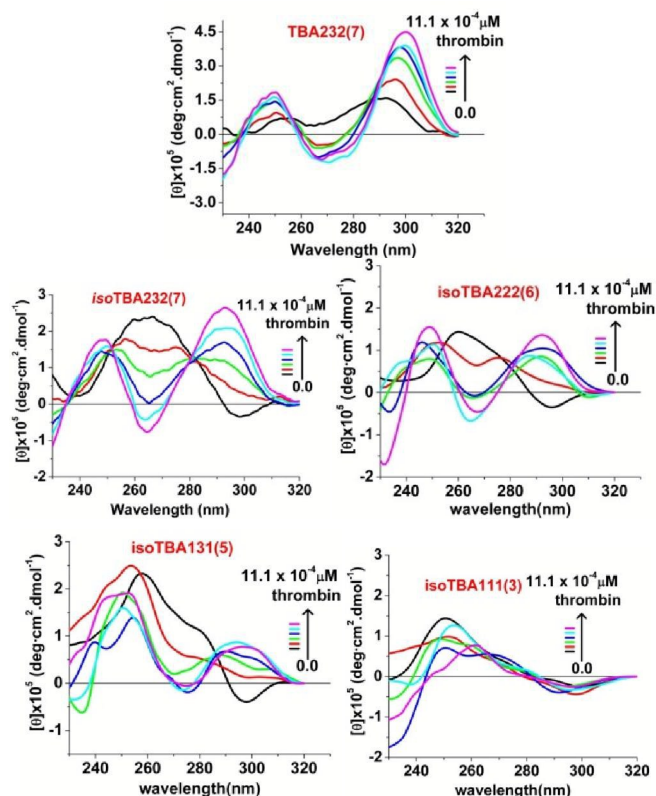 TBA232(7)
11.1 x 10⁻⁴μM
thrombin
0.0
4.5
3.0
1.5
0.0
-1.5
-3.0
[θ]x10⁵ (deg·cm².dmol⁻¹)
240 260 280 300 320
Wavelength (nm)
isoTBA232(7)
11.1 x 10⁻⁴μM
thrombin
0.0
3
2
1
0
-1
-2
[θ]x10⁵ (deg·cm².dmol⁻¹)
240 260 280 300 320
Wavelength (nm)
isoTBA222(6)
11.1 x 10⁻⁴μM
thrombin
0.0
3
2
1
0
-1
-2
[θ]x10⁵ (deg·cm².dmol⁻¹)
240 260 280 300 320
wavelength(nm)
isoTBA131(5)
11.1 x 10⁻⁴μM
thrombin
0.0
3
2
1
0
-1
[θ]x10⁵ (deg·cm².dmol⁻¹)
240 260 280 300 320
wavelength(nm)
isoTBA111(3)
11.1 x 10⁻⁴μM
thrombin
0.0
3
2
1
0
-1
-2
[θ]x10⁵ (deg·cm².dmol⁻¹)
240 260 280 300 320
wavelength(nm)